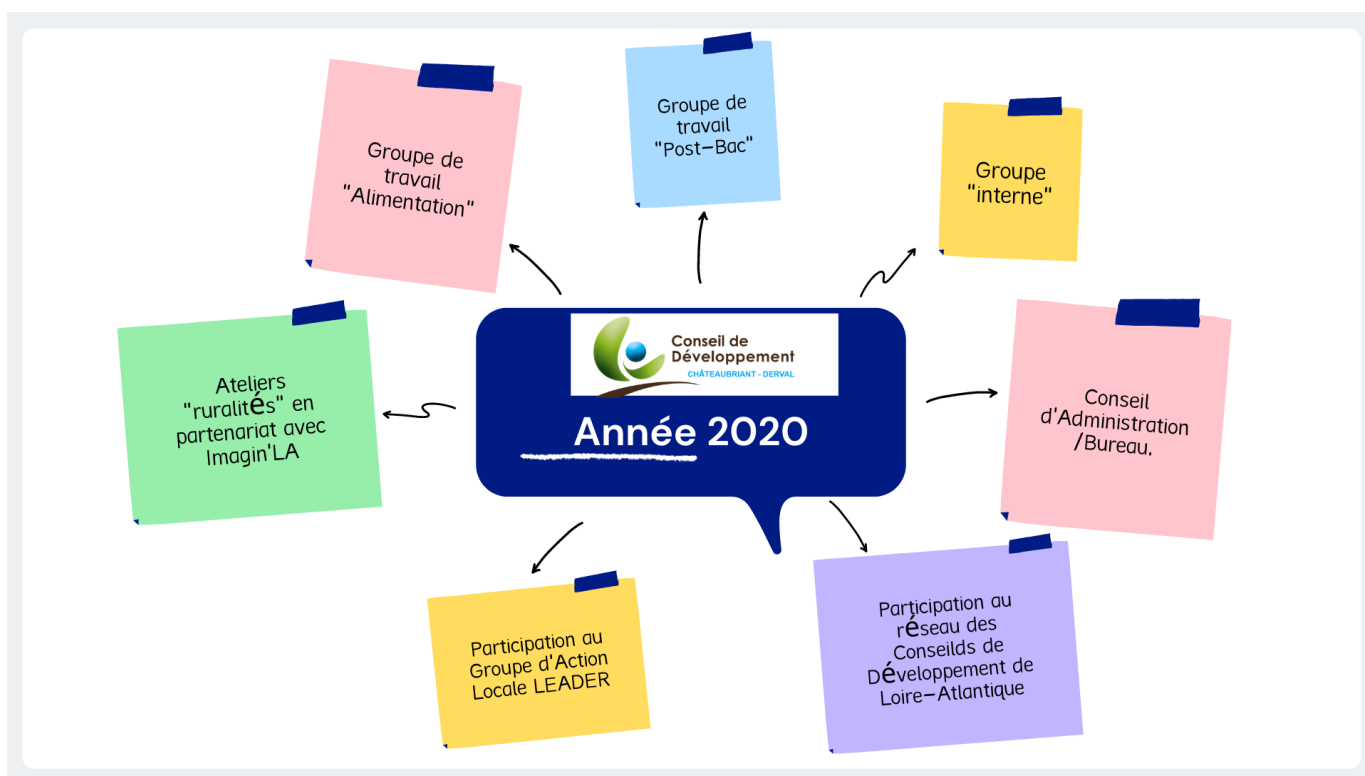 Groupe de
travail
"Post-Bac"
Groupe de
travail
"Alimentation"
Groupe
"interne"
Ateliers
"ruralités" en
partenariat avec
Imagin'LA
Conseil de
Développement
CHÂTEAUBRIANT - DERVAL
Année 2020
Conseil
d'Administration
/Bureau.
Participation au
Groupe d'Action
Locale LEADER
Participation au
réseau des
Conseilds de
Développement de
Loire-Atlantique